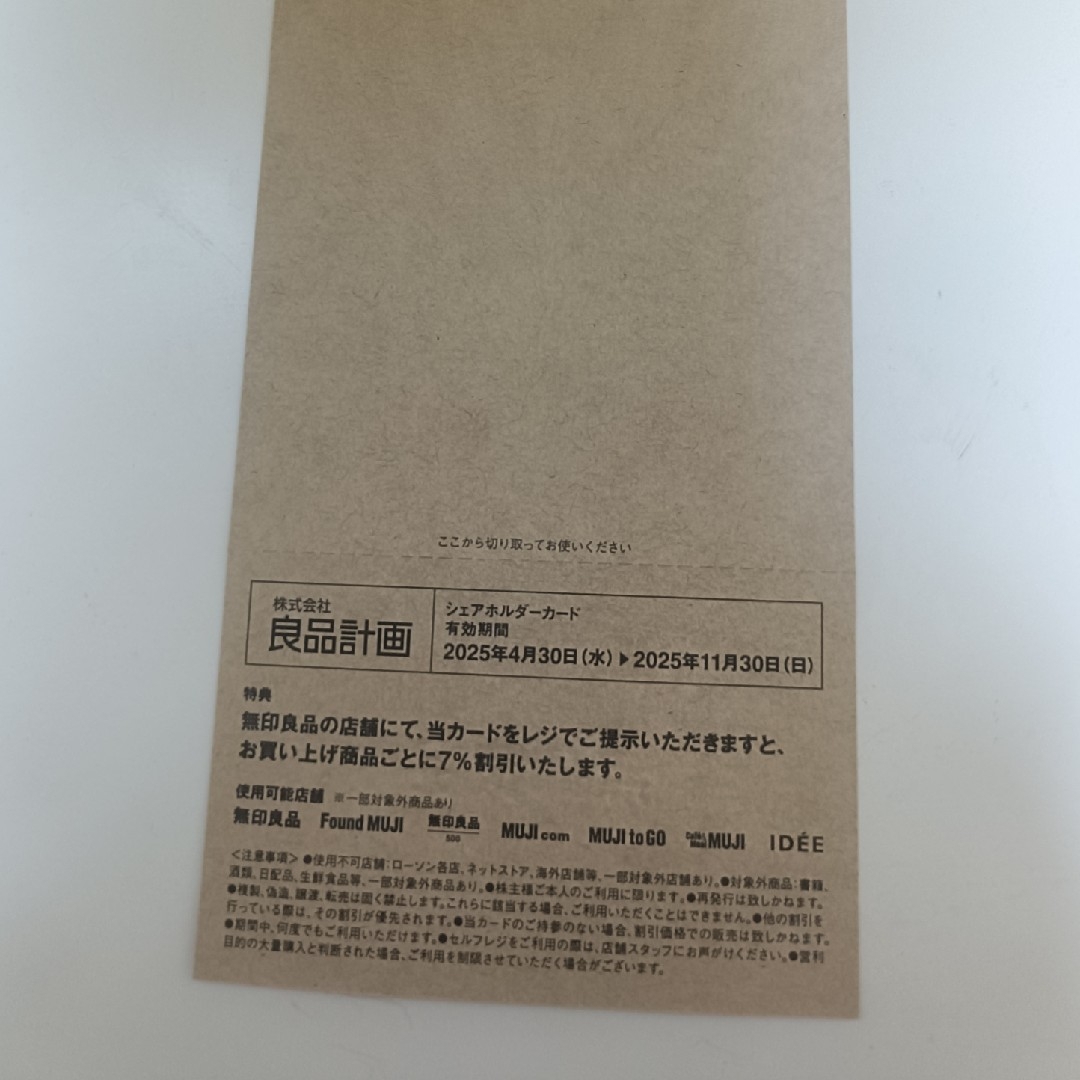 ここから切り取ってお使いください
株式会社
良品計画
シェアホルダーカード
有効期間
2025年4月30日（水）▶2025年11月30日（日）
特典
無印良品の店舗にて、当カードをレジでご提示いただきますと、
お買い上げ商品ごとに7%割引いたします。
使用可能店舗 ※一部対象外商品あり
無印良品 Found MUJI 無印良品 500 MUJI com MUJI to GO Café& Meal MUJI IDÉE
＜注意事項＞ ●使用不可店舗：ローソン各店、ネットストア、海外店舗等、一部対象外店舗あり。●対象外商品：書籍、
酒類、日配品、生鮮食品等、一部対象外商品あり。●株主様ご本人のご利用に限ります。●再発行は致しかねます。
●複製、偽造、譲渡、転売は固く禁止します。これらに該当する場合、ご利用いただくことはできません。●他の割引を
行っている際は、その割引が優先されます。●当カードのご持参のない場合、割引価格での販売は致しかねます。
●期間中、何度でもご利用いただけます。●セルフレジをご利用の際は、店舗スタッフにお声がけください。●営利
目的の大量購入と判断された場合、ご利用を制限させていただく場合がございます。